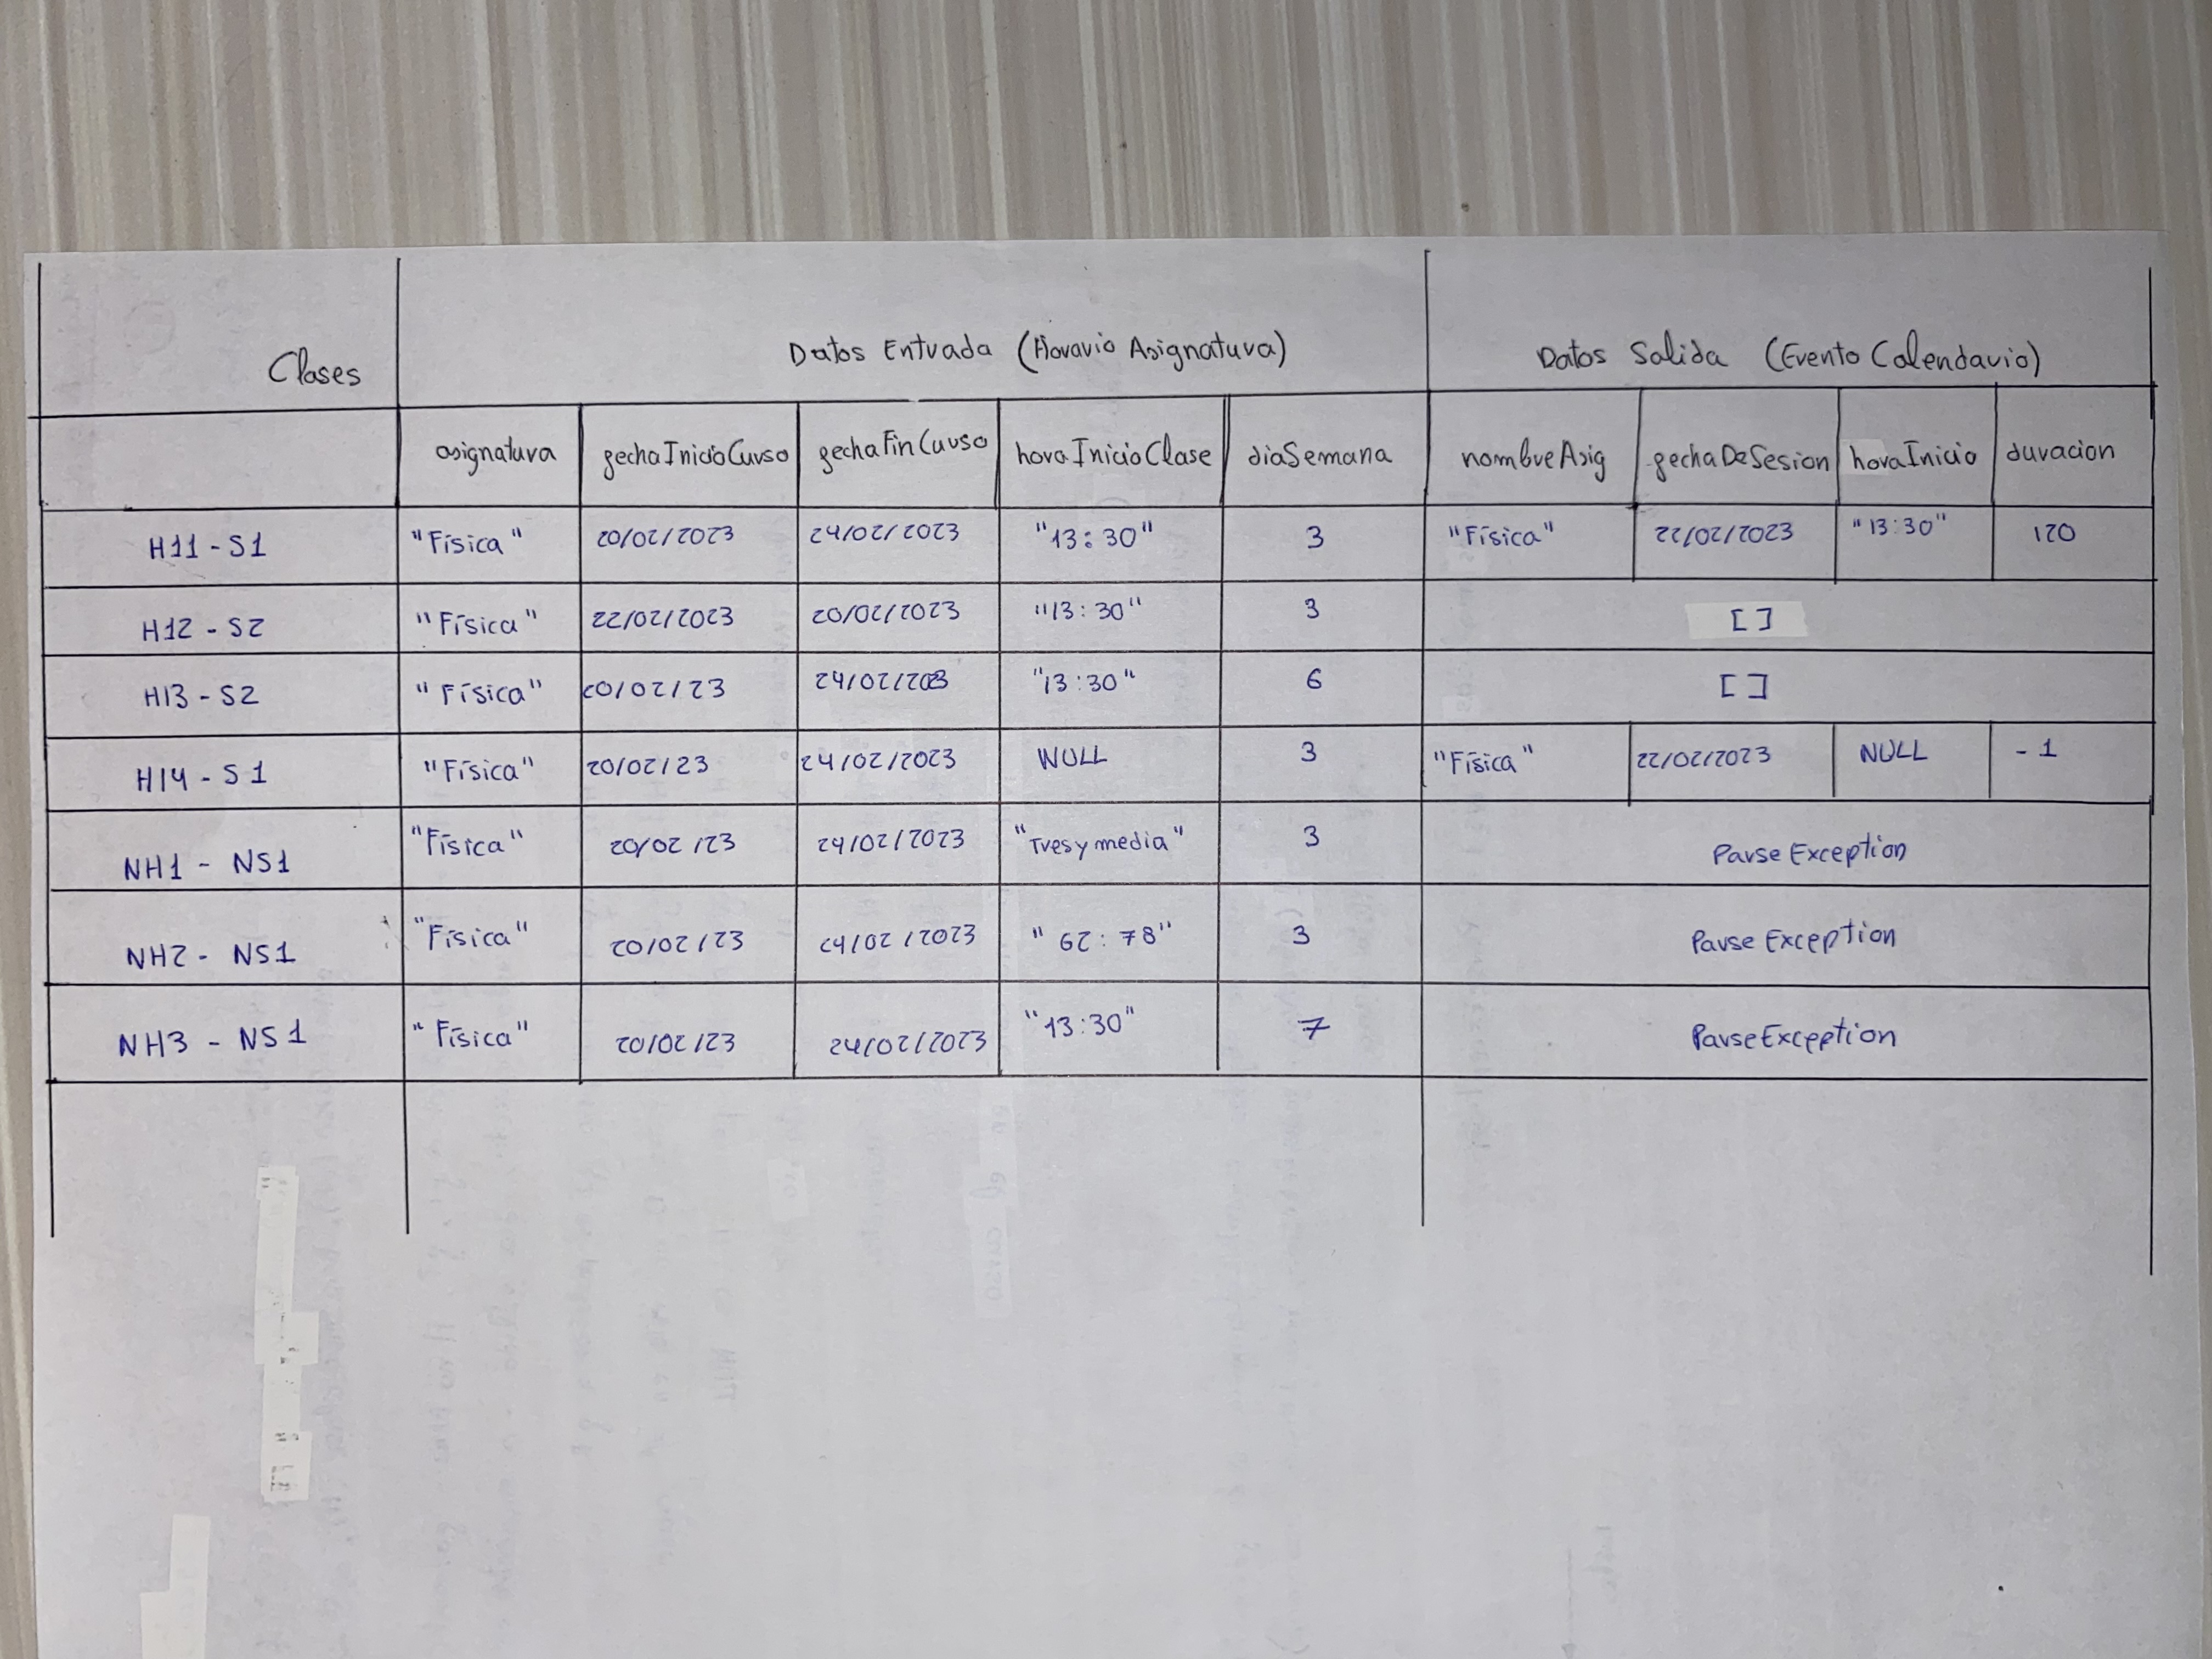 Clases Datos Entrada (Horario Asignatura) Datos Salida (Evento Calendario)
asignatura fechaInicioCurso fechaFinCurso horaInicioClase diaSemana nombreAsig fechaDeSesion horaInicio duracion
H11 - S1 "Física" 20/02/2023 24/02/2023 "13:30" 3 "Física" 22/02/2023 "13:30" 120
H12 - S2 "Física" 22/02/2023 20/02/2023 "13:30" 3 []
H13 - S2 "Física" 20/02/23 24/02/2023 "13:30" 6 []
H14 - S1 "Física" 20/02/23 24/02/2023 NULL 3 "Física" 22/02/2023 NULL -1
NH1 - NS1 "Física" 20/02/23 24/02/2023 "Tres y media" 3 Parse Exception
NH2 - NS1 "Física" 20/02/23 24/02/2023 "62:78" 3 Parse Exception
NH3 - NS1 "Física" 20/02/23 24/02/2023 "13:30" 7 ParseException